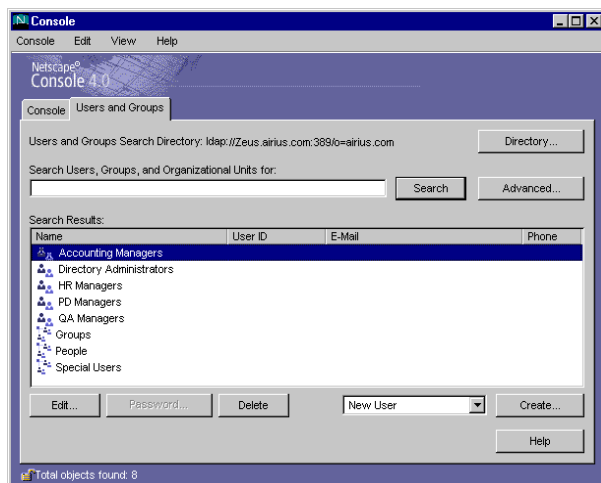 Console
Console Edit View Help
Netscape®
Console 4.0
Console Users and Groups
Users and Groups Search Directory: ldap://Zeus.airius.com:389/o=airius.com
Directory...
Search Users, Groups, and Organizational Units for:
Search Advanced...
Search Results:
Name User ID E-Mail Phone
Accounting Managers
Directory Administrators
HR Managers
PD Managers
QA Managers
Groups
People
Special Users
Edit... Password... Delete New User Create...
Help
Total objects found: 8